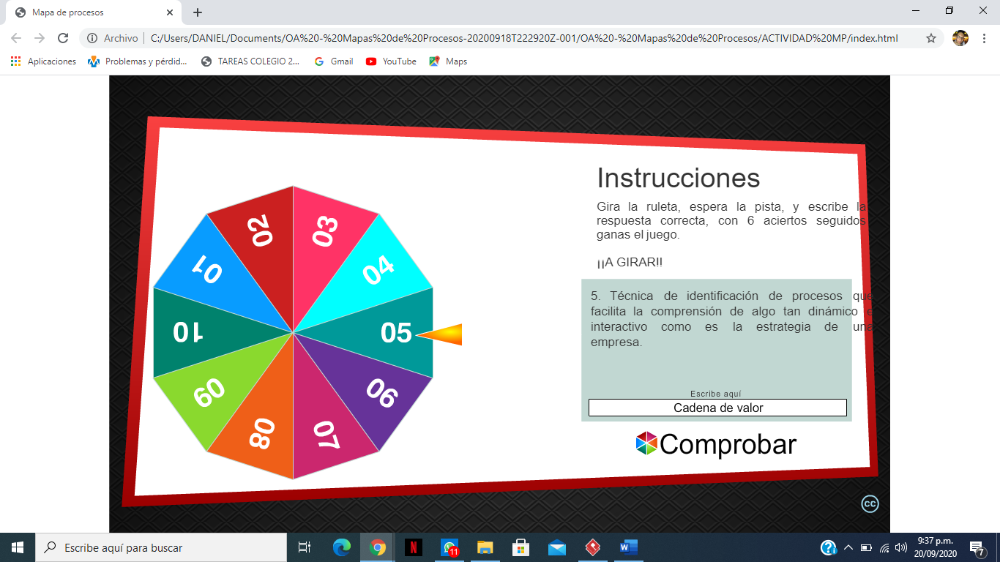 Mapa de procesos
Archivo
C:/Users/DANIEL/Documents/OA%20-%20Mapas%20de%20Procesos-20200918T222920Z-001/OA%20-%20Mapas%20de%20Procesos/ACTIVIDAD%20MP/index.html
Aplicaciones
Problemas y pérdid...
TAREAS COLEGIO 2...
Gmail
YouTube
Maps
Instrucciones
Gira la ruleta, espera la pista, y escribe la
respuesta correcta, con 6 aciertos seguidos
ganas el juego.
¡¡A GIRAR!!
01
02
03
04
05
06
07
08
09
10
5. Técnica de identificación de procesos que
facilita la comprensión de algo tan dinámico e
interactivo como es la estrategia de una
empresa.
Escribe aquí
Cadena de valor
Comprobar
cc
Escribe aquí para buscar
N
11
W
9:37 p.m.
20/09/2020
7